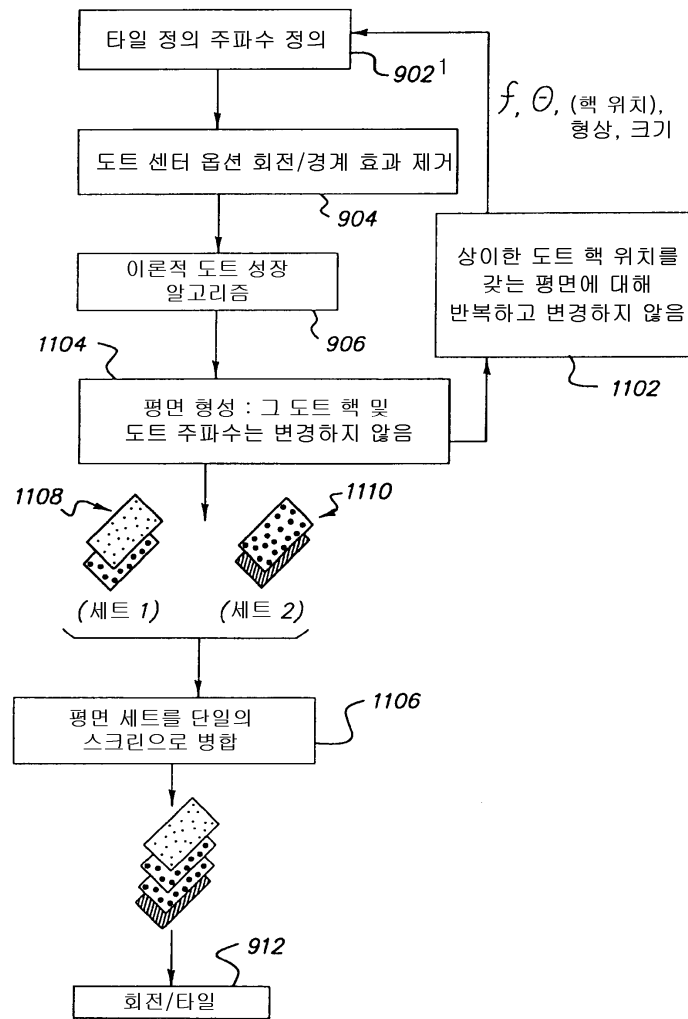 타일 정의 주파수 정의
902¹
f, Θ, (핵 위치),
형상, 크기
도트 센터 옵션 회전/경계 효과 제거
904
이론적 도트 성장
알고리즘
906
상이한 도트 핵 위치를
갖는 평면에 대해
반복하고 변경하지 않음
1102
1104
평면 형성 : 그 도트 핵 및
도트 주파수는 변경하지 않음
1108
1110
(세트 1)
(세트 2)
평면 세트를 단일의
스크린으로 병합
1106
912
회전/타일